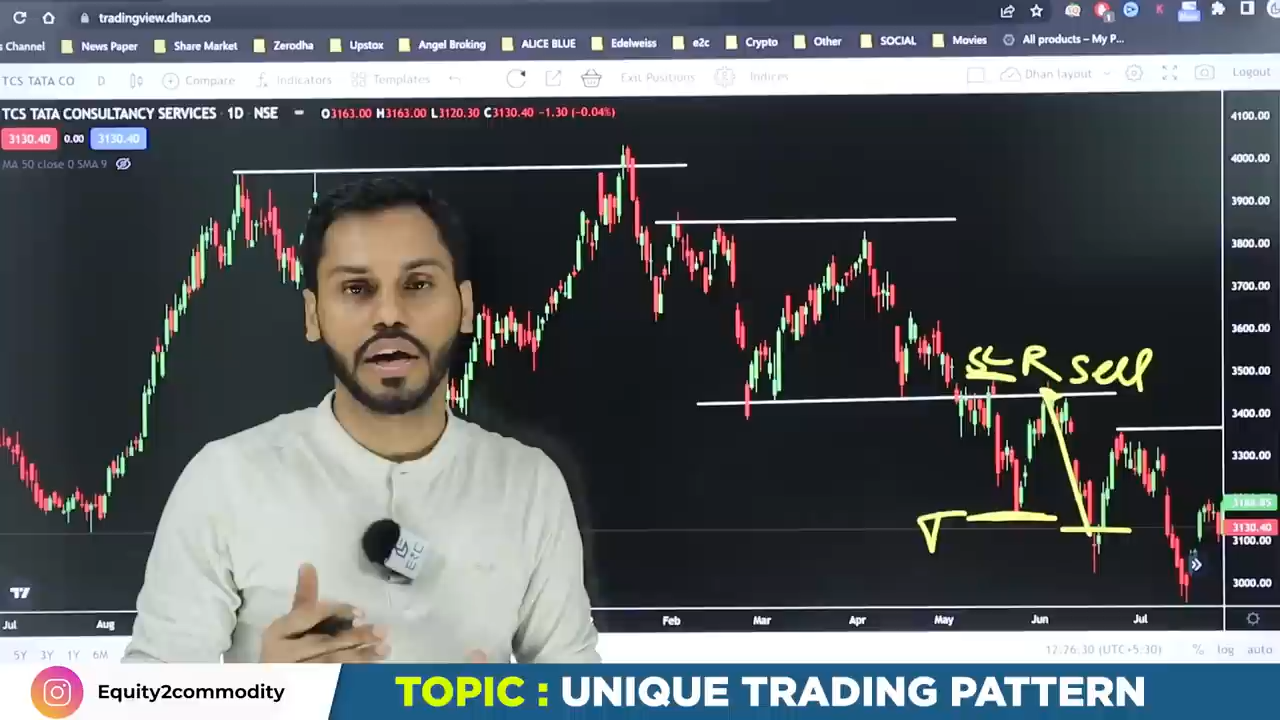 tradingview.dhan.co
s Channel News Paper Share Market Zerodha Upstox Angel Broking ALICE BLUE Edelweiss e2c Crypto Other SOCIAL Movies All products – My P...
TCS TATA CO D Compare Indicators Templates Exit Positions Indices Dhan layout Logout
TCS TATA CONSULTANCY SERVICES 1D NSE O3163.00 H3163.00 L3120.30 C3130.40 −1.30 (−0.04%)
3130.40 0.00 3130.40
MA 50 close 0 SMA 9
4100.00
4000.00
3900.00
3800.00
3700.00
3600.00
3500.00
3400.00
3300.00
3130.40
3100.00
3000.00
R sell
T
E2C
Jul Aug Feb Mar Apr May Jun Jul
5Y 3Y 1Y 6M 12:26:30 (UTC+5:30) % log auto
Equity2commodity
TOPIC : UNIQUE TRADING PATTERN